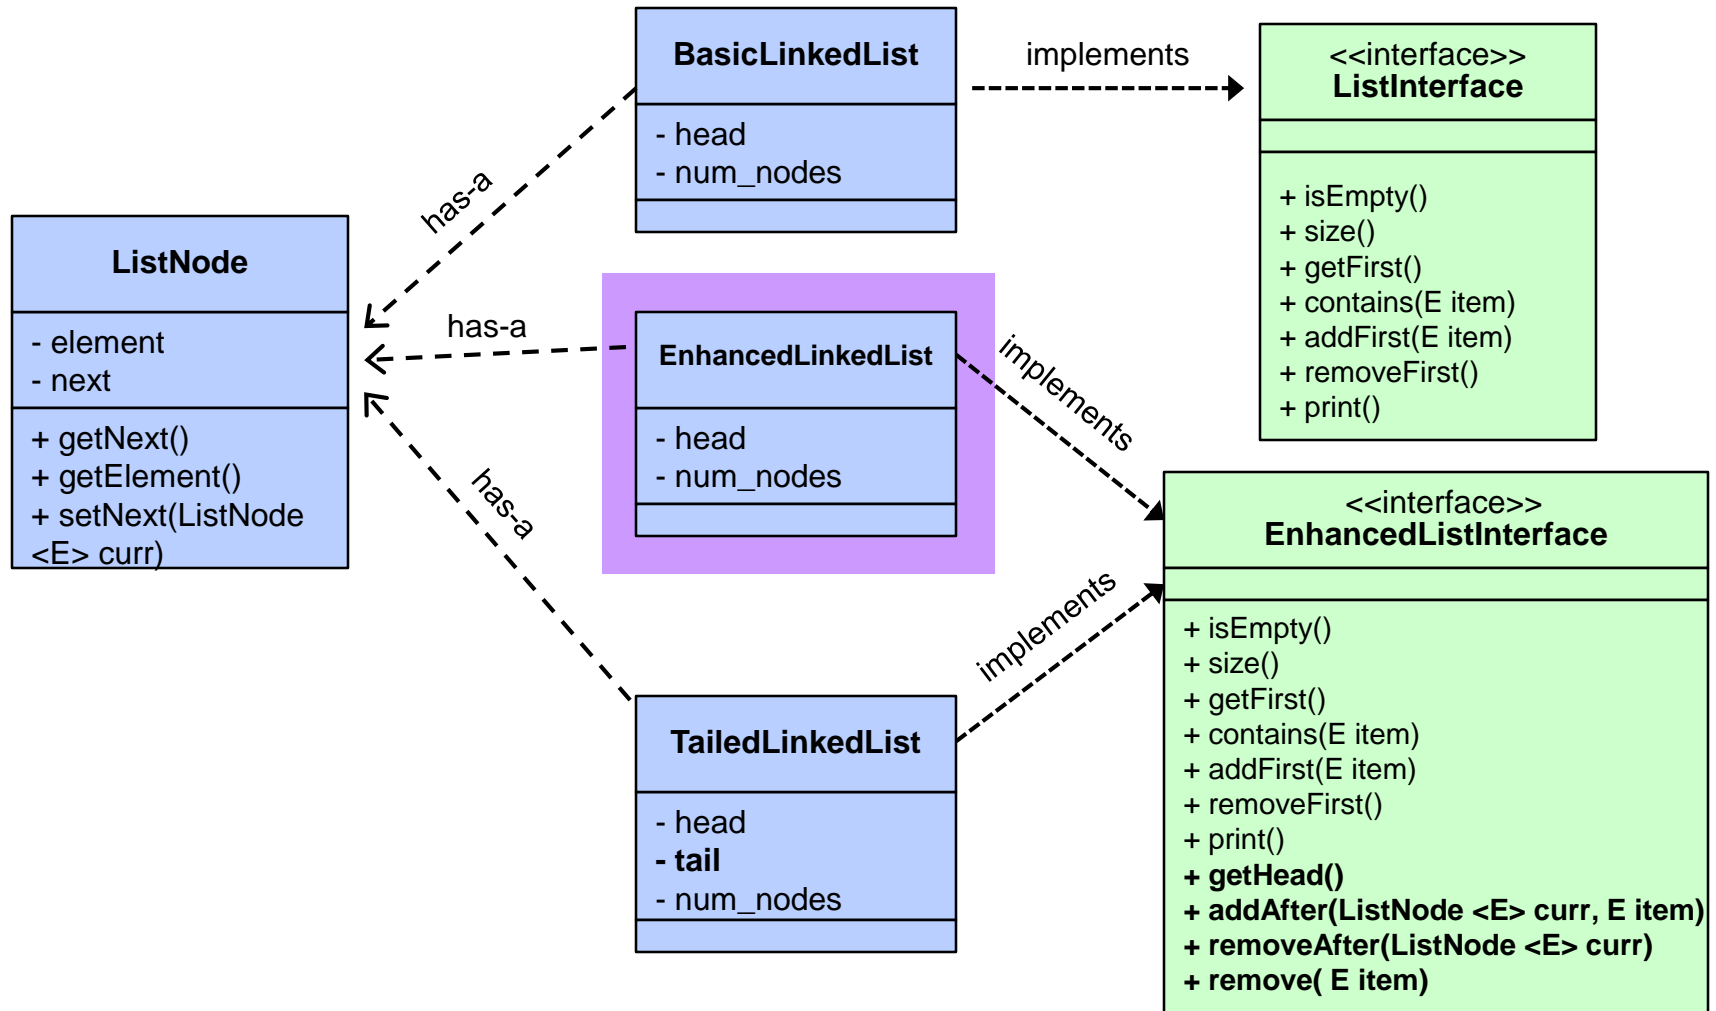 BasicLinkedList
- head
- num_nodes
implements
<<interface>>
ListInterface
+ isEmpty()
+ size()
+ getFirst()
+ contains(E item)
+ addFirst(E item)
+ removeFirst()
+ print()
has-a
ListNode
- element
- next
+ getNext()
+ getElement()
+ setNext(ListNode
<E> curr)
has-a
EnhancedLinkedList
- head
- num_nodes
implements
has-a
<<interface>>
EnhancedListInterface
+ isEmpty()
+ size()
+ getFirst()
+ contains(E item)
+ addFirst(E item)
+ removeFirst()
+ print()
+ getHead()
+ addAfter(ListNode <E> curr, E item)
+ removeAfter(ListNode <E> curr)
+ remove( E item)
implements
TailedLinkedList
- head
- tail
- num_nodes